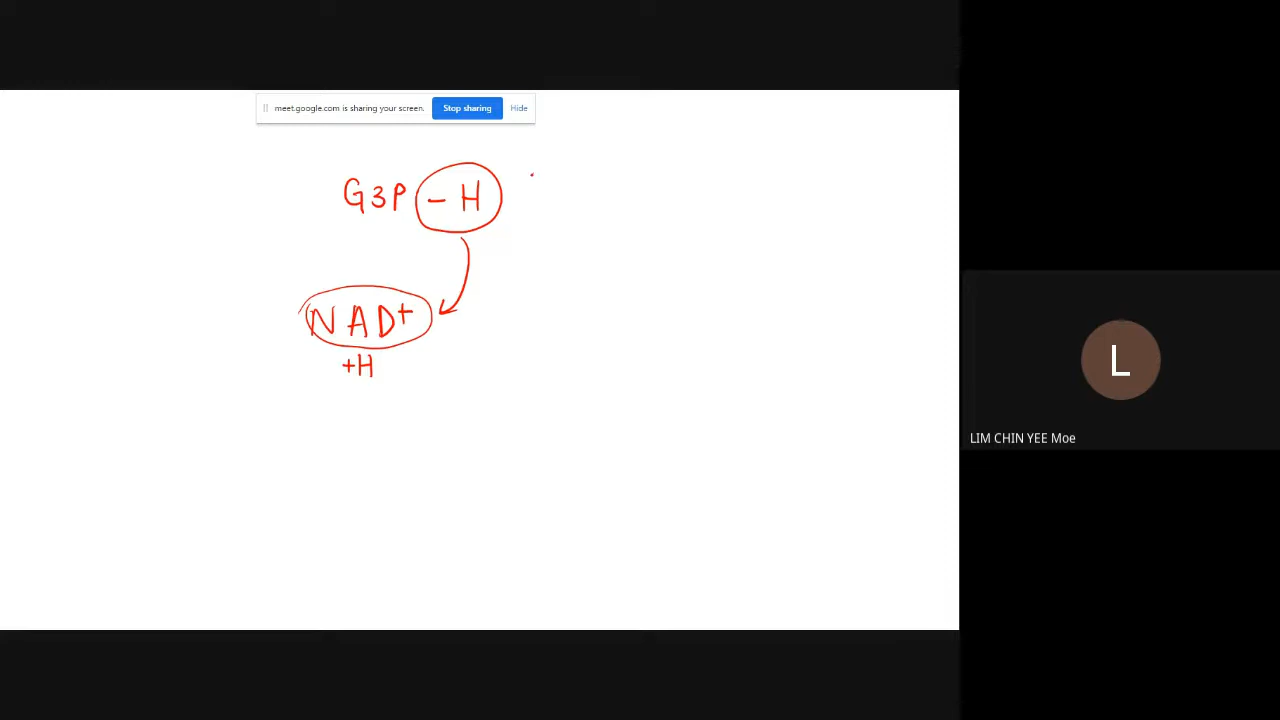 meet.google.com is sharing your screen. Stop sharing Hide
G3P - H
NAD+
+H
L
LIM CHIN YEE Moe